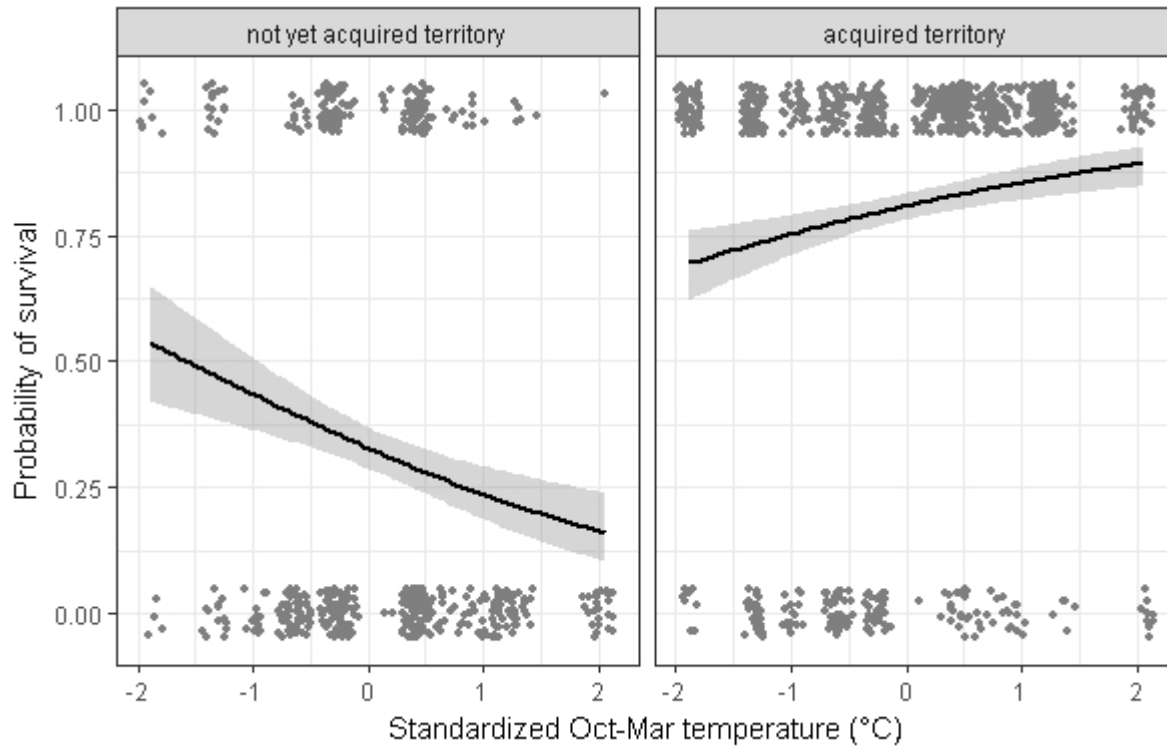 not yet acquired territory
acquired territory
Probability of survival
1.00
0.75
0.50
0.25
0.00
-2 -1 0 1 2
-2 -1 0 1 2
Standardized Oct-Mar temperature (°C)